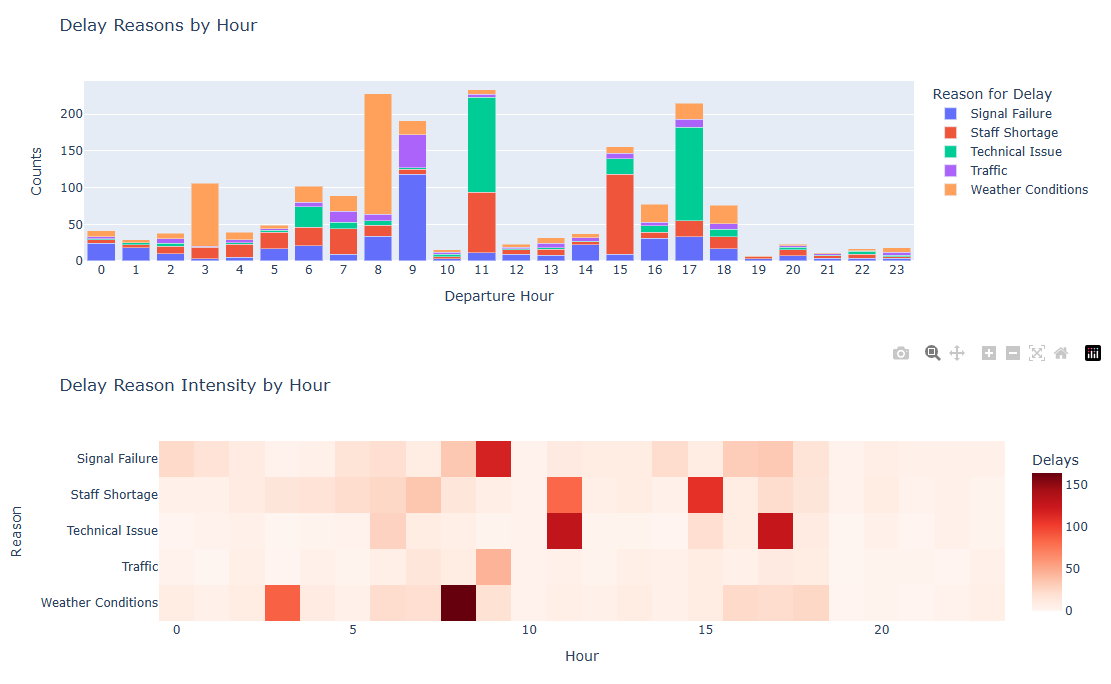 Delay Reasons by Hour
Counts
200
150
100
50
0
0 1 2 3 4 5 6 7 8 9 10 11 12 13 14 15 16 17 18 19 20 21 22 23
Departure Hour
Reason for Delay
Signal Failure
Staff Shortage
Technical Issue
Traffic
Weather Conditions
Delay Reason Intensity by Hour
Reason
Signal Failure
Staff Shortage
Technical Issue
Traffic
Weather Conditions
0 5 10 15 20
Hour
Delays
150
100
50
0